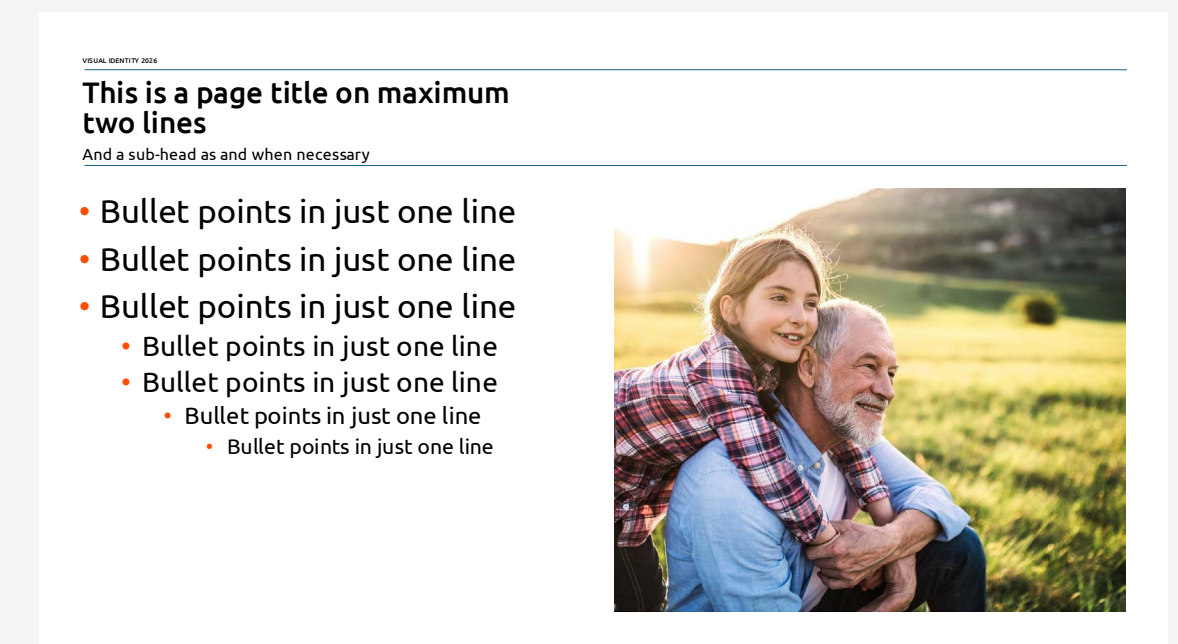 VISUAL IDENTITY 2026
This is a page title on maximum
two lines
And a sub-head as and when necessary
• Bullet points in just one line
• Bullet points in just one line
• Bullet points in just one line
• Bullet points in just one line
• Bullet points in just one line
• Bullet points in just one line
• Bullet points in just one line